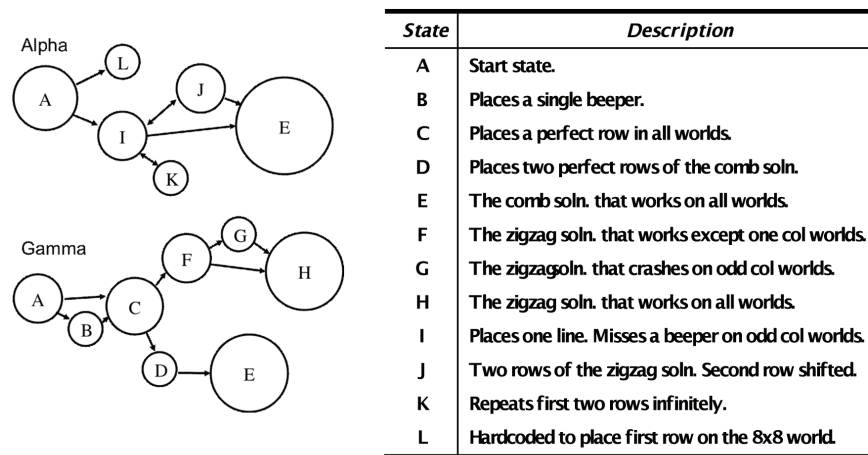 Alpha
L
A
J
I
E
K
Gamma
G
F
H
A
C
B
D
E
State Description
A Start state.
B Places a single beeper.
C Places a perfect row in all worlds.
D Places two perfect rows of the comb soln.
E The comb soln. that works on all worlds.
F The zigzag soln. that works except one col worlds.
G The zigzagsoln. that crashes on odd col worlds.
H The zigzag soln. that works on all worlds.
I Places one line. Misses a beeper on odd col worlds.
J Two rows of the zigzag soln. Second row shifted.
K Repeats first two rows infinitely.
L Hardcoded to place first row on the 8x8 world.